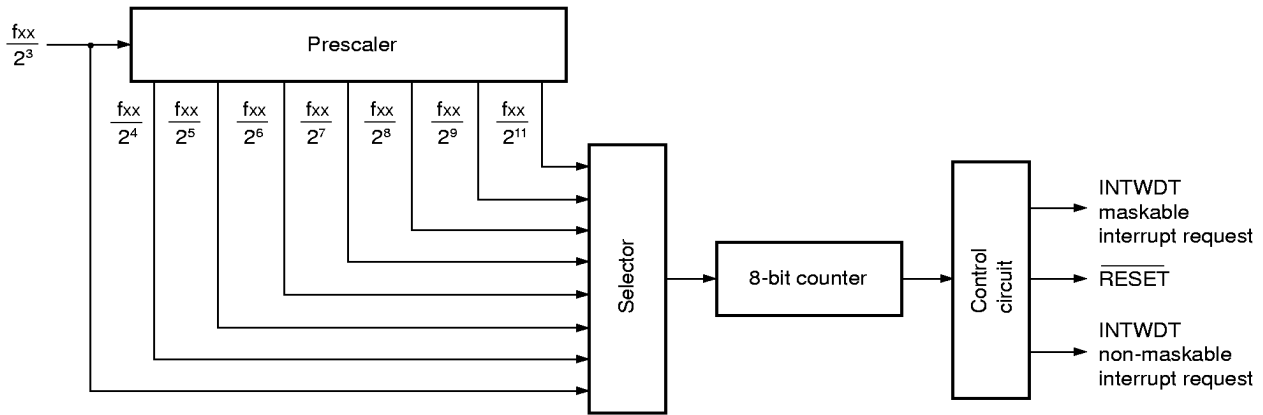 fxx
2³
Prescaler
fxx
2⁴
fxx
2⁵
fxx
2⁶
fxx
2⁷
fxx
2⁸
fxx
2⁹
fxx
2¹¹
Selector
8-bit counter
Control
circuit
INTWDT
maskable
interrupt request
RESET
INTWDT
non-maskable
interrupt request